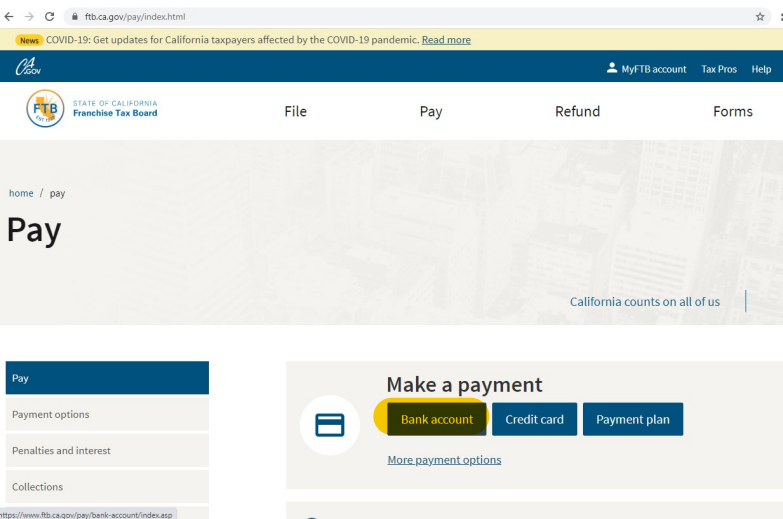 ftb.ca.gov/pay/index.html
News COVID-19: Get updates for California taxpayers affected by the COVID-19 pandemic. Read more
CA.GOV MyFTB account Tax Pros Help
FTB STATE OF CALIFORNIA
Franchise Tax Board
File Pay Refund Forms
home / pay
Pay
California counts on all of us
Pay
Payment options
Penalties and interest
Collections
Make a payment
Bank account Credit card Payment plan
More payment options
https://www.ftb.ca.gov/pay/bank-account/index.asp